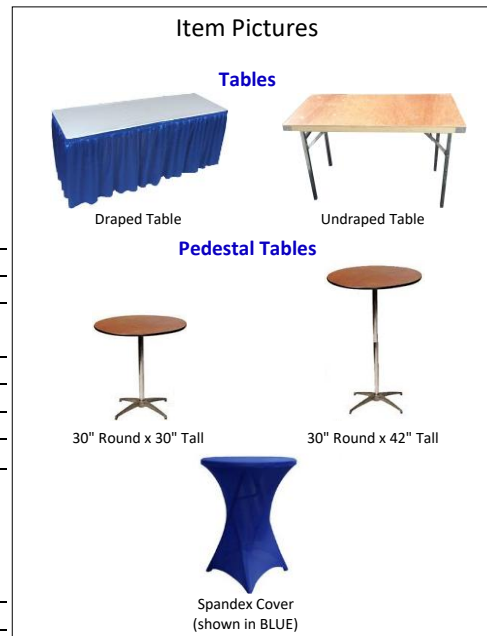 Item Pictures
Tables
Draped Table
Undraped Table
Pedestal Tables
30" Round x 30" Tall
30" Round x 42" Tall
Spandex Cover
(shown in BLUE)